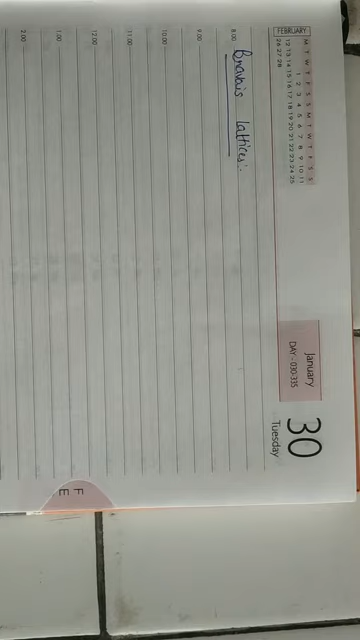 FEBRUARY
M T W T F S S M T W T F S S
1 2 3 4 5 6 7 8 9 10 11
12 13 14 15 16 17 18 19 20 21 22 23 24 25
26 27 28
January
DAY - 030-335
30
Tuesday
8.00 Bravais Lattices:
9.00
10.00
11.00
12.00
1.00
2.00
F
E